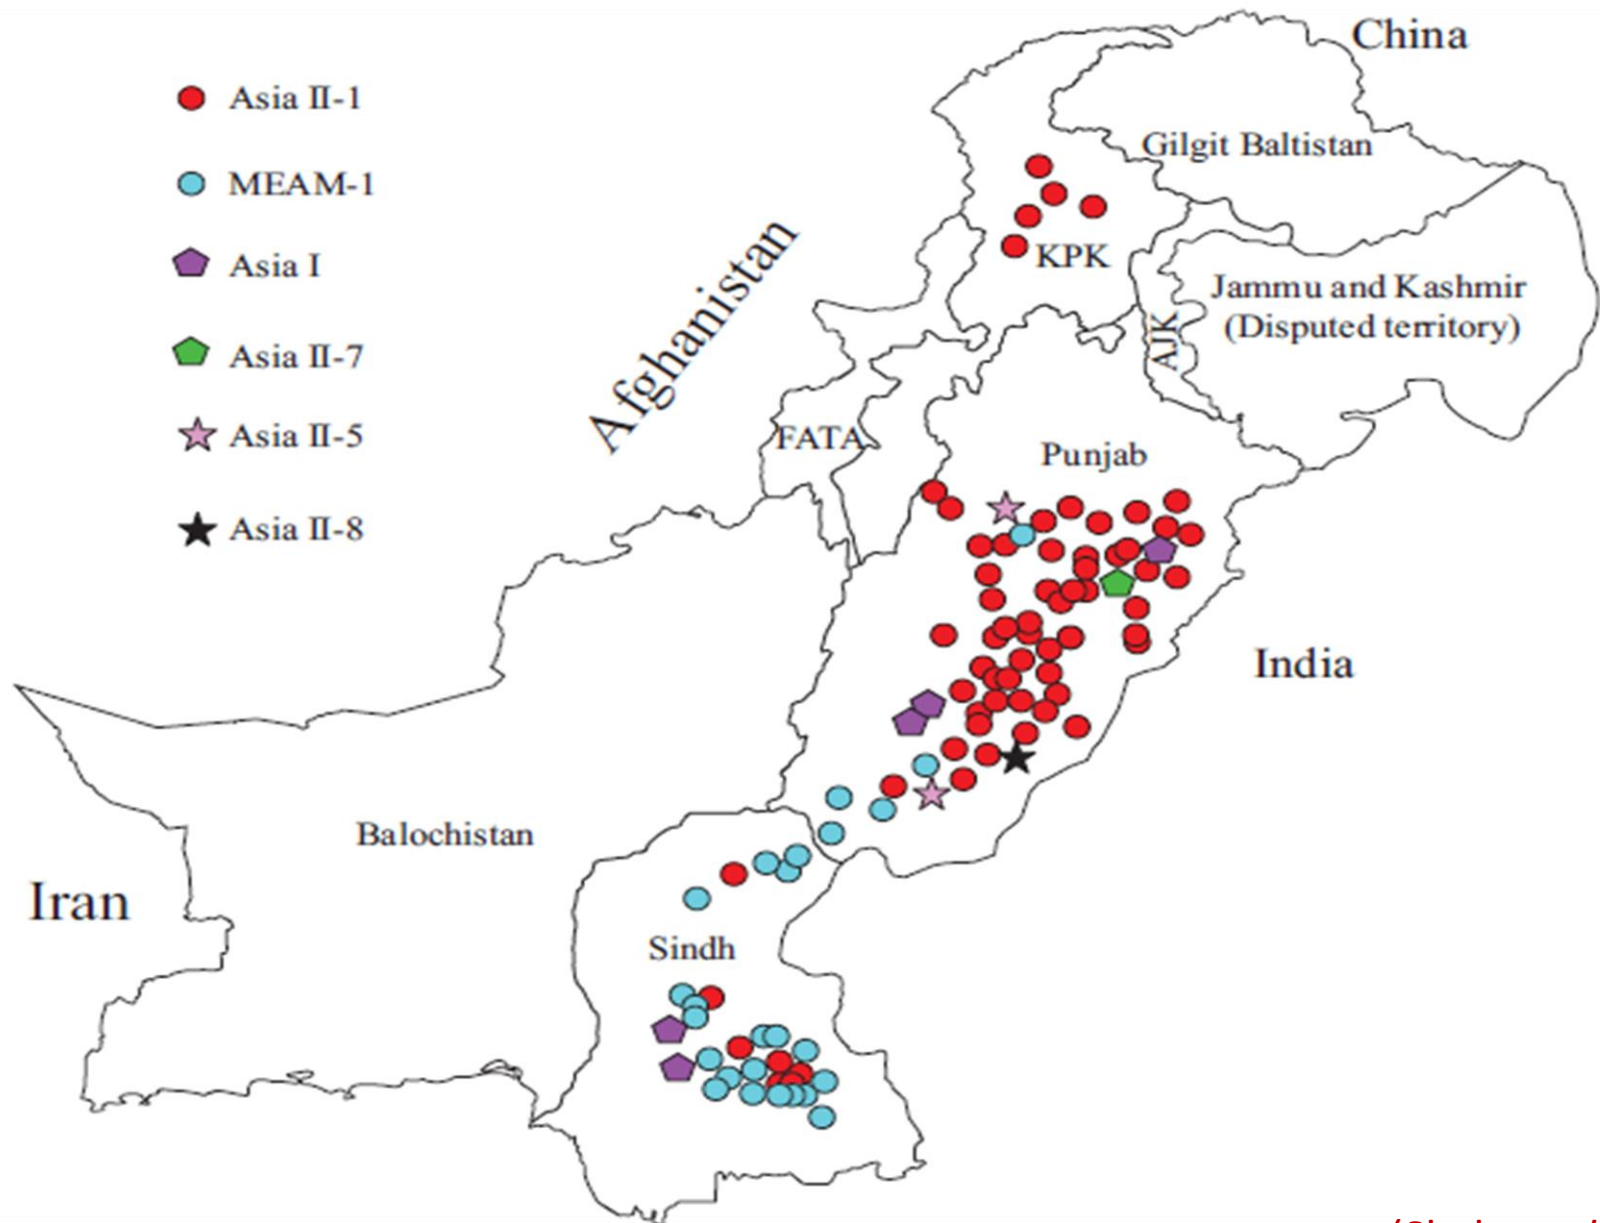 China
Asia II-1
Gilgit Baltistan
MEAM-1
Afghanistan
KPK
Asia I
Jammu and Kashmir
(Disputed territory)
AJK
Asia II-7
Asia II-5
FATA
Punjab
Asia II-8
India
Balochistan
Iran
Sindh